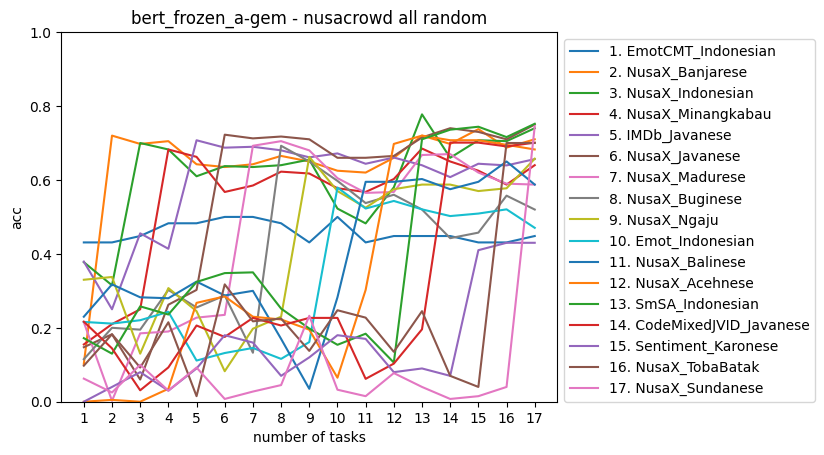 bert_frozen_a-gem - nusacrowd all random
1.0
0.8
0.6
0.4
0.2
0.0
acc
1 2 3 4 5 6 7 8 9 10 11 12 13 14 15 16 17
number of tasks
1. EmotCMT_Indonesian
2. NusaX_Banjarese
3. NusaX_Indonesian
4. NusaX_Minangkabau
5. IMDb_Javanese
6. NusaX_Javanese
7. NusaX_Madurese
8. NusaX_Buginese
9. NusaX_Ngaju
10. Emot_Indonesian
11. NusaX_Balinese
12. NusaX_Acehnese
13. SmSA_Indonesian
14. CodeMixedJVID_Javanese
15. Sentiment_Karonese
16. NusaX_TobaBatak
17. NusaX_Sundanese